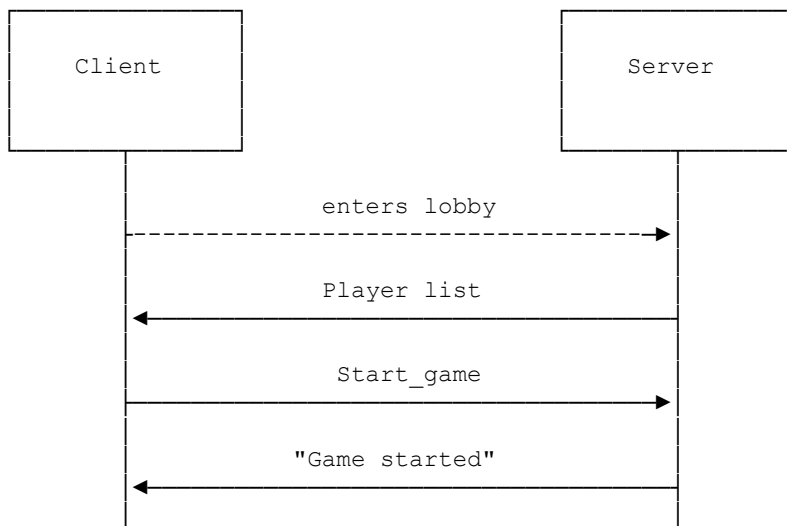 Client
Server
enters lobby
Player list
Start_game
"Game started"